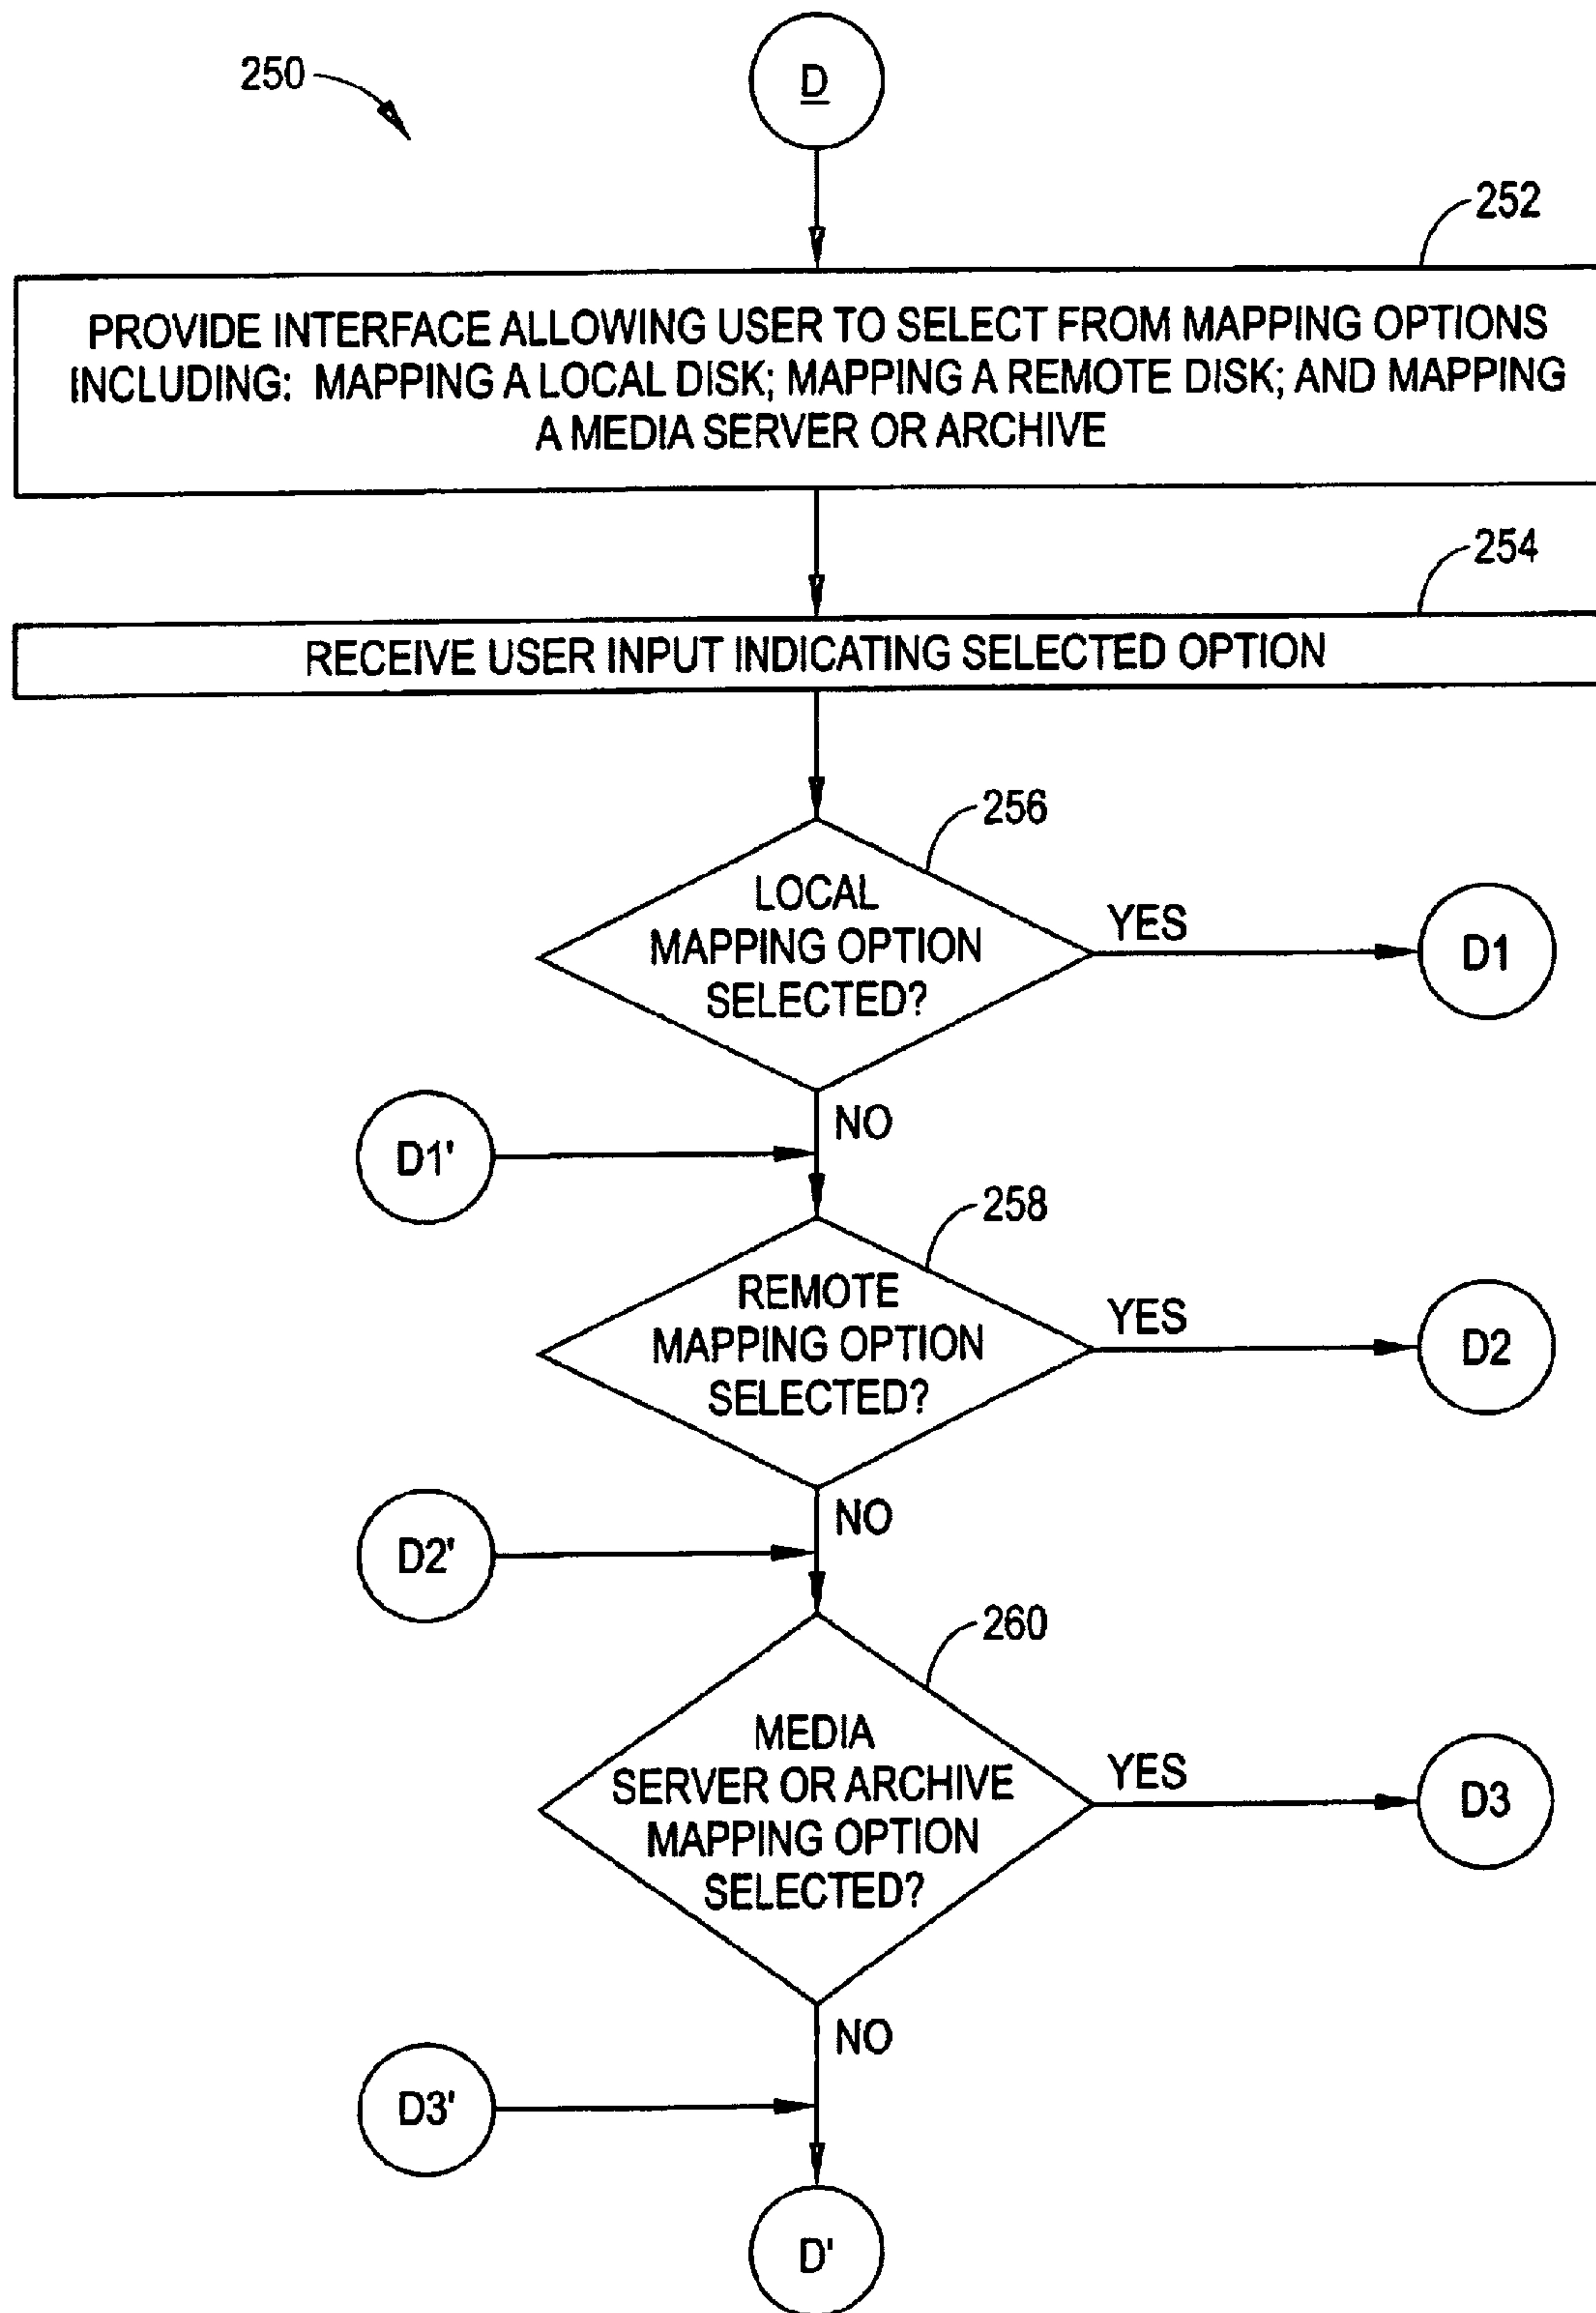 250
D
252
PROVIDE INTERFACE ALLOWING USER TO SELECT FROM MAPPING OPTIONS
INCLUDING: MAPPING A LOCAL DISK; MAPPING A REMOTE DISK; AND MAPPING
A MEDIA SERVER OR ARCHIVE
254
RECEIVE USER INPUT INDICATING SELECTED OPTION
256
LOCAL
MAPPING OPTION
SELECTED?
YES
D1
NO
D1'
258
REMOTE
MAPPING OPTION
SELECTED?
YES
D2
NO
D2'
260
MEDIA
SERVER OR ARCHIVE
MAPPING OPTION
SELECTED?
YES
D3
NO
D3'
D'